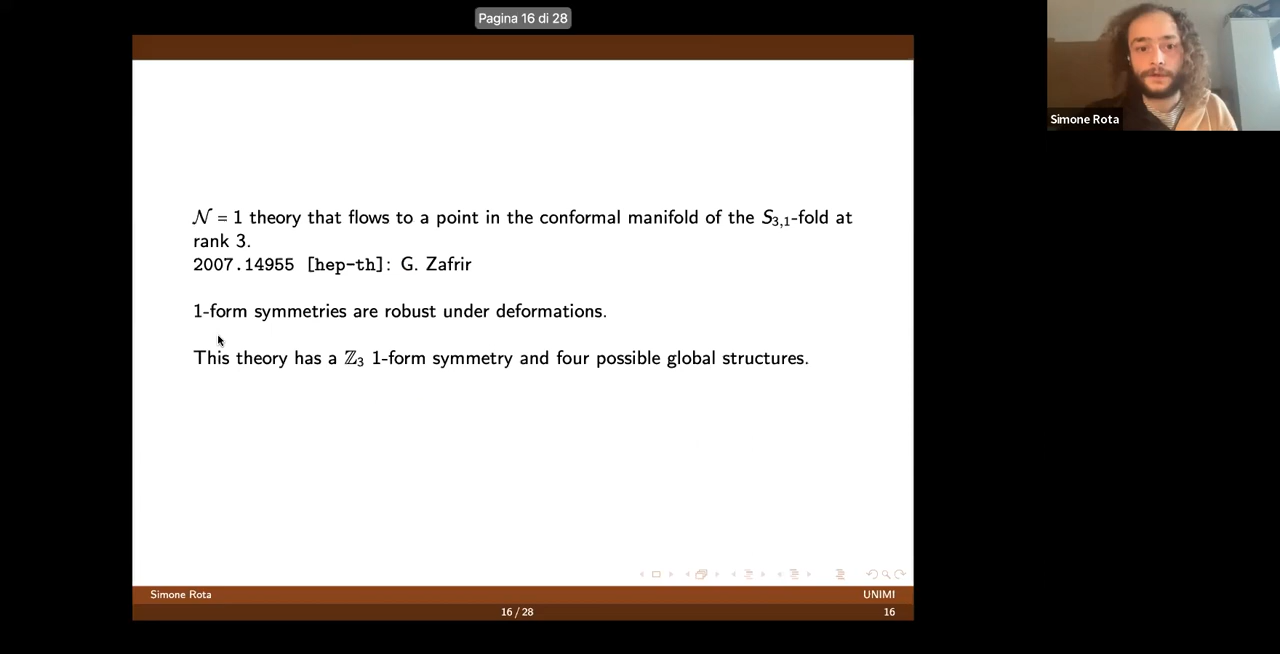 Pagina 16 di 28
Simone Rota
𝒩 = 1 theory that flows to a point in the conformal manifold of the S₃,₁-fold at
rank 3.
2007.14955 [hep-th]: G. Zafrir
1-form symmetries are robust under deformations.
This theory has a ℤ₃ 1-form symmetry and four possible global structures.
Simone Rota
UNIMI
16 / 28
16